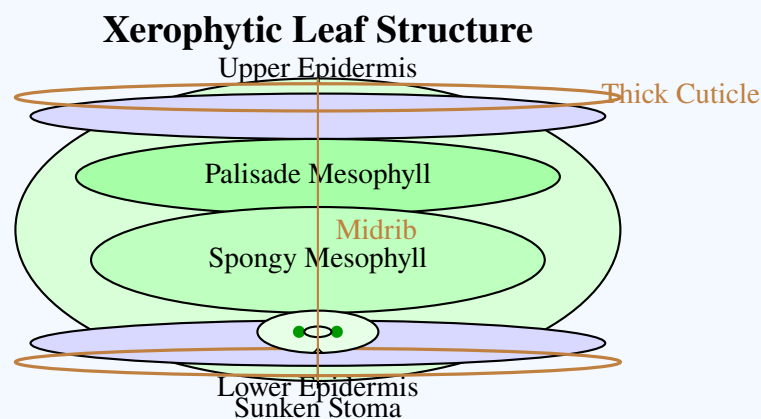 Xerophytic Leaf Structure
Upper Epidermis
Thick Cuticle
Palisade Mesophyll
Midrib
Spongy Mesophyll
Lower Epidermis
Sunken Stoma